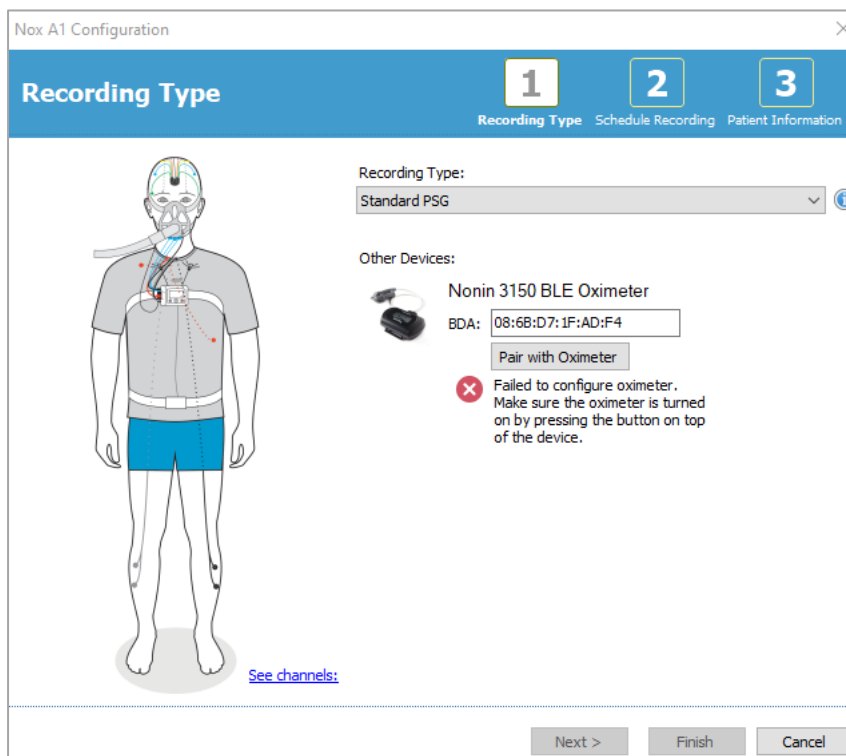 Nox A1 Configuration
Recording Type
1
Recording Type
2
Schedule Recording
3
Patient Information
Recording Type:
Standard PSG
Other Devices:
Nonin 3150 BLE Oximeter
BDA: 08:6B:D7:1F:AD:F4
Pair with Oximeter
Failed to configure oximeter.
Make sure the oximeter is turned
on by pressing the button on top
of the device.
See channels:
Next >
Finish
Cancel